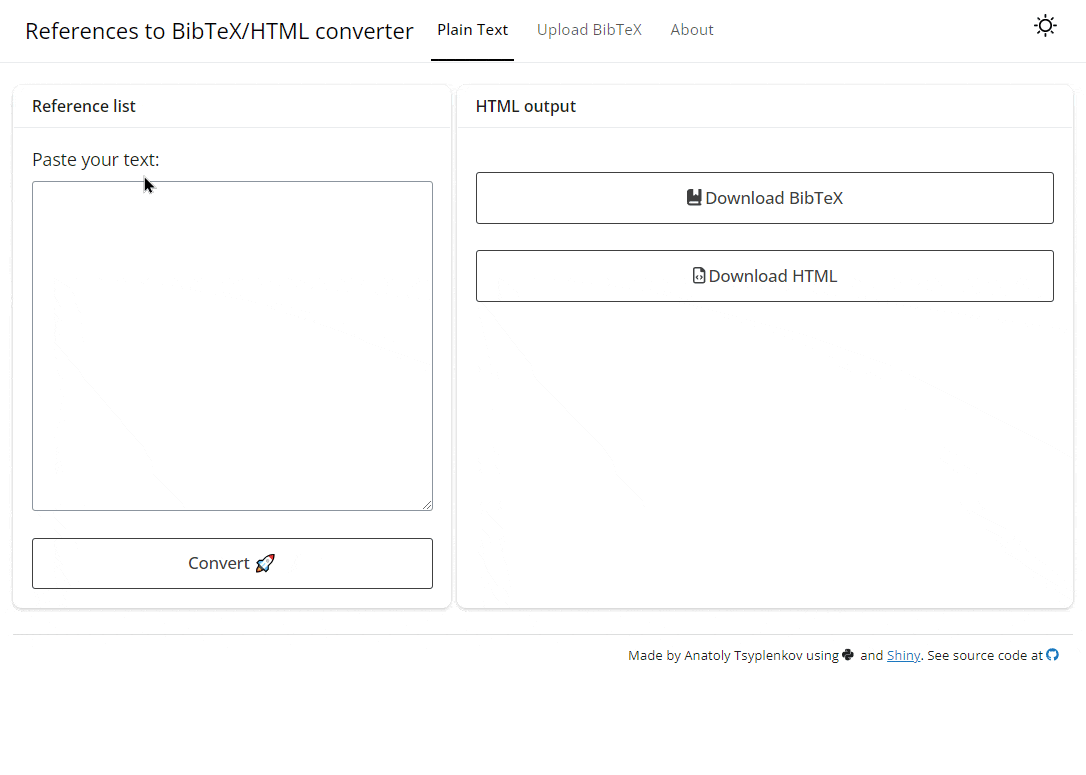 References to BibTeX/HTML converter Plain Text Upload BibTeX About
Reference list
Paste your text:
Convert 🚀
HTML output
Download BibTeX
Download HTML
Made by Anatoly Tsyplenkov using and Shiny. See source code at